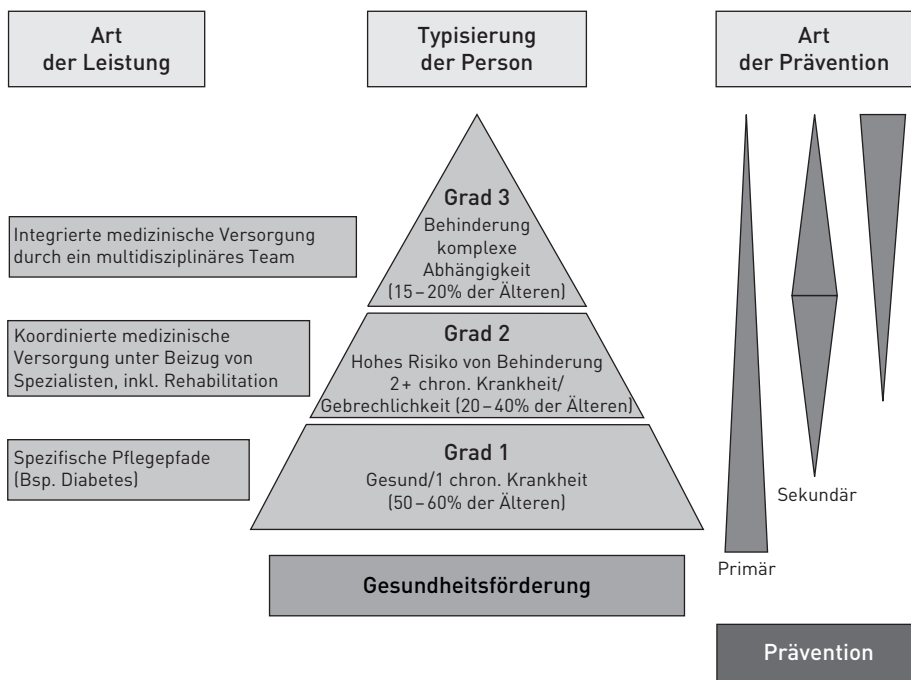 Art
der Leistung
Typisierung
der Person
Art
der Prävention
Grad 3
Behinderung
komplexe
Abhängigkeit
(15–20% der Älteren)
Integrierte medizinische Versorgung
durch ein multidisziplinäres Team
Grad 2
Hohes Risiko von Behinderung
2+ chron. Krankheit/
Gebrechlichkeit (20–40% der Älteren)
Koordinierte medizinische
Versorgung unter Beizug von
Spezialisten, inkl. Rehabilitation
Grad 1
Gesund/1 chron. Krankheit
(50–60% der Älteren)
Spezifische Pflegepfade
(Bsp. Diabetes)
Sekundär
Primär
Gesundheitsförderung
Prävention